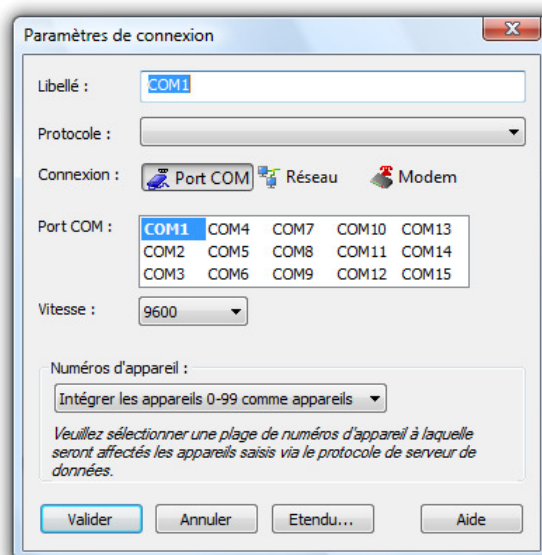 Paramètres de connexion
Libellé :
COM1
Protocole :
Connexion : Port COM Réseau Modem
Port COM : COM1 COM4 COM7 COM10 COM13
COM2 COM5 COM8 COM11 COM14
COM3 COM6 COM9 COM12 COM15
Vitesse : 9600
Numéros d'appareil :
Intégrer les appareils 0-99 comme appareils
Veuillez sélectionner une plage de numéros d'appareil à laquelle
seront affectés les appareils saisis via le protocole de serveur de
données.
Valider Annuler Etendu... Aide